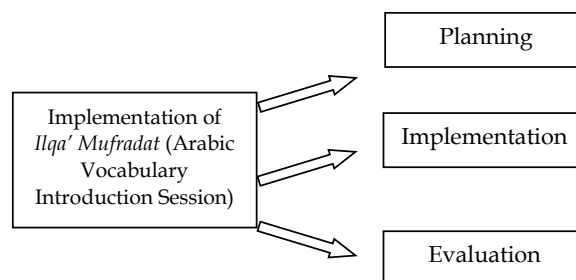 Planning
Implementation of
Ilqa’ Mufradat (Arabic
Vocabulary
Introduction Session)
Implementation
Evaluation